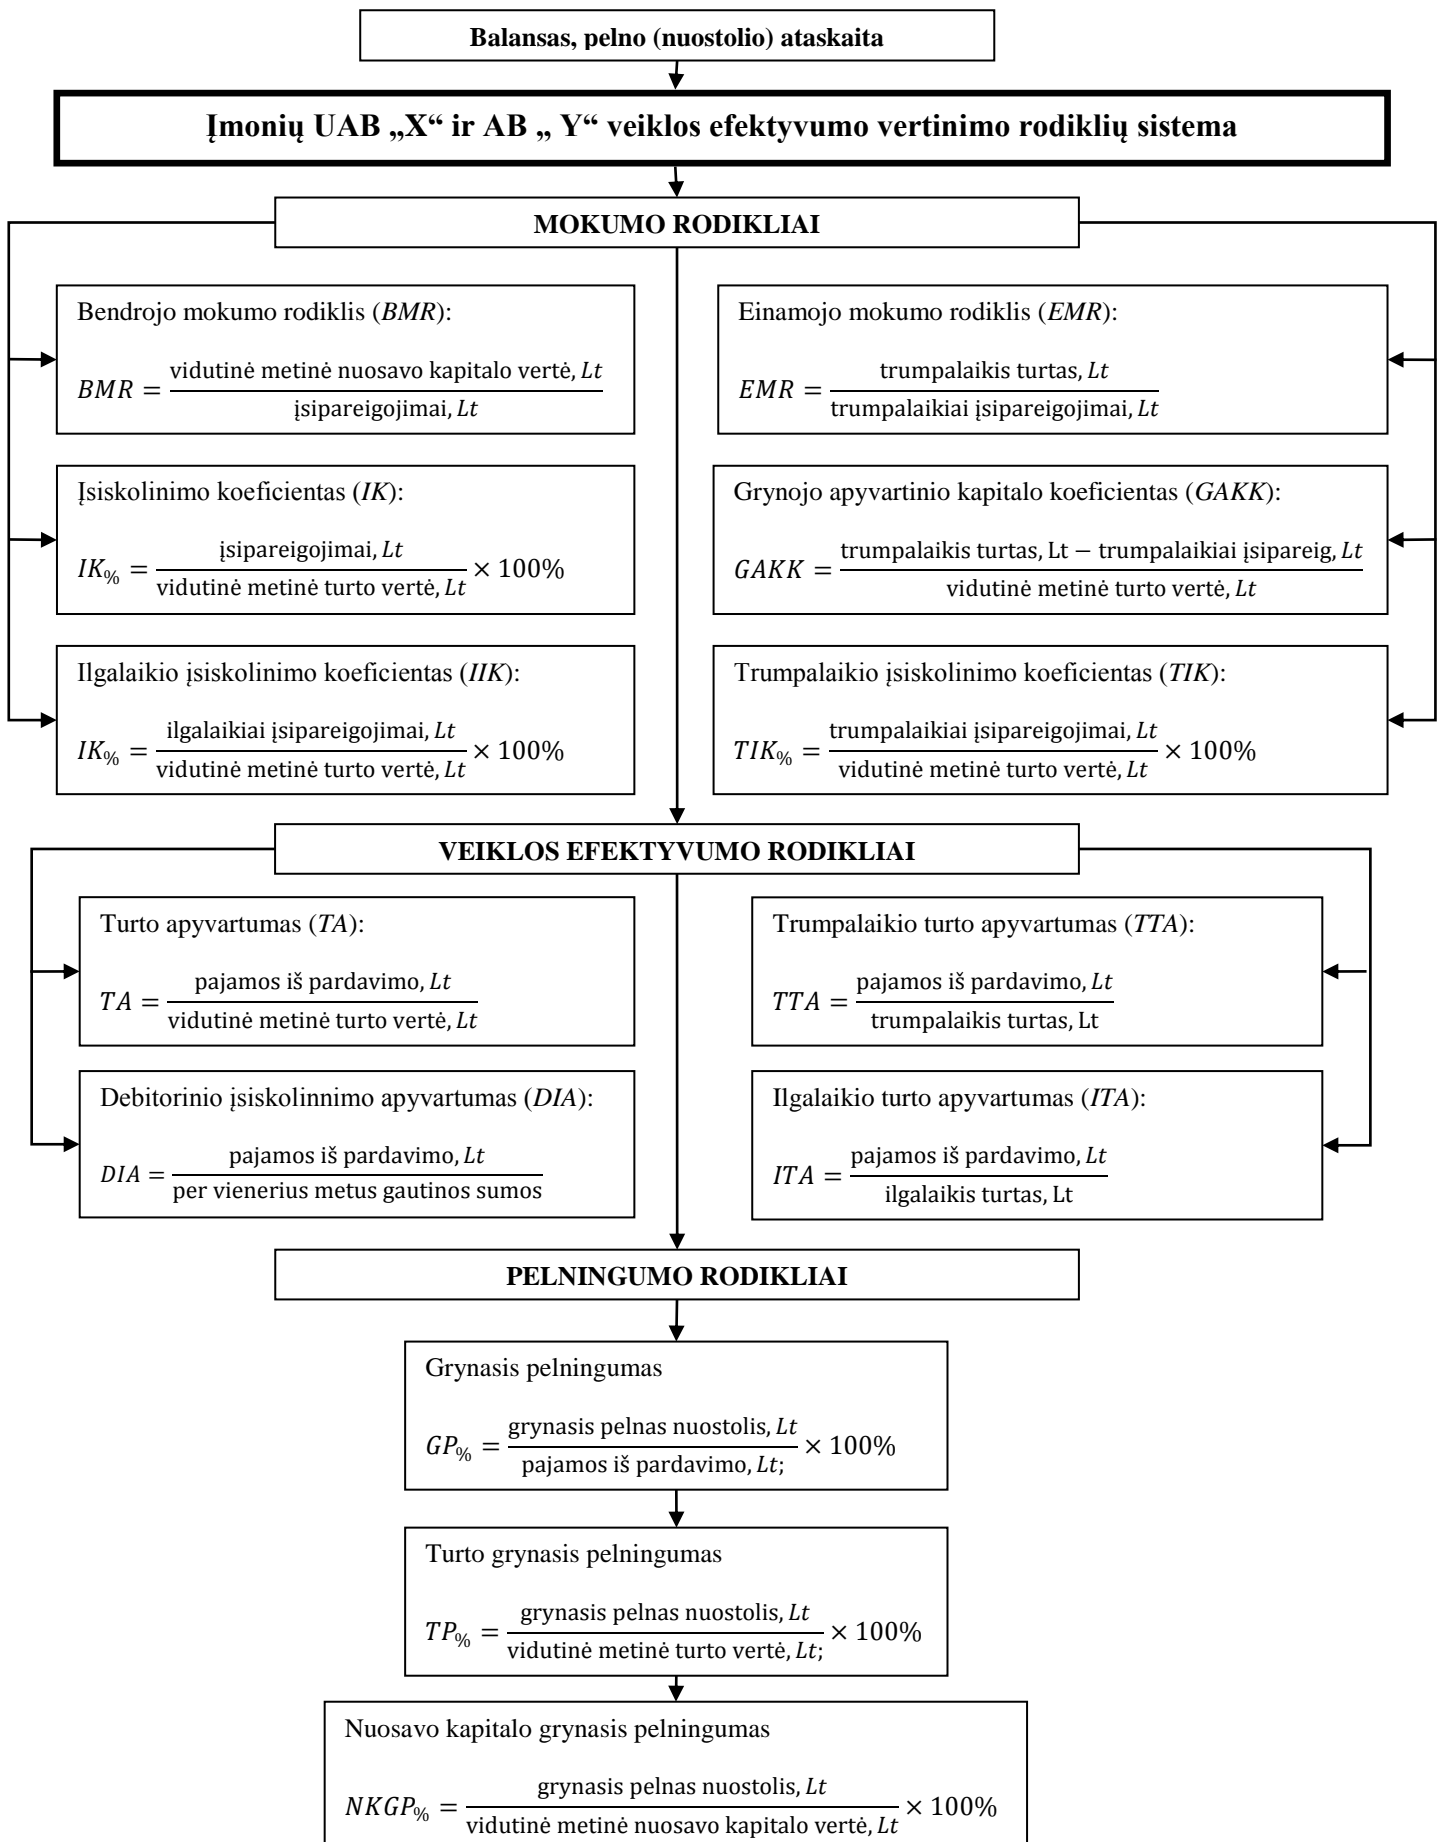 Balansas, pelno (nuostolio) ataskaita
Įmonių UAB „X“ ir AB „ Y“ veiklos efektyvumo vertinimo rodiklių sistema
MOKUMO RODIKLIAI
Bendrojo mokumo rodiklis (BMR):
BMR = vidutinė metinė nuosavo kapitalo vertė, Lt / įsipareigojimai, Lt
Einamojo mokumo rodiklis (EMR):
EMR = trumpalaikis turtas, Lt / trumpalaikiai įsipareigojimai, Lt
Įsiskolinimo koeficientas (IK):
IK% = įsipareigojimai, Lt / vidutinė metinė turto vertė, Lt × 100%
Grynojo apyvartinio kapitalo koeficientas (GAKK):
GAKK = trumpalaikis turtas, Lt − trumpalaikiai įsipareig, Lt / vidutinė metinė turto vertė, Lt
Ilgalaikio įsiskolinimo koeficientas (IIK):
IK% = ilgalaikiai įsipareigojimai, Lt / vidutinė metinė turto vertė, Lt × 100%
Trumpalaikio įsiskolinimo koeficientas (TIK):
TIK% = trumpalaikiai įsipareigojimai, Lt / vidutinė metinė turto vertė, Lt × 100%
VEIKLOS EFEKTYVUMO RODIKLIAI
Turto apyvartumas (TA):
TA = pajamos iš pardavimo, Lt / vidutinė metinė turto vertė, Lt
Trumpalaikio turto apyvartumas (TTA):
TTA = pajamos iš pardavimo, Lt / trumpalaikis turtas, Lt
Debitorinio įsiskolinnimo apyvartumas (DIA):
DIA = pajamos iš pardavimo, Lt / per vienerius metus gautinos sumos
Ilgalaikio turto apyvartumas (ITA):
ITA = pajamos iš pardavimo, Lt / ilgalaikis turtas, Lt
PELNINGUMO RODIKLIAI
Grynasis pelningumas
GP% = grynasis pelnas nuostolis, Lt / pajamos iš pardavimo, Lt; × 100%
Turto grynasis pelningumas
TP% = grynasis pelnas nuostolis, Lt / vidutinė metinė turto vertė, Lt; × 100%
Nuosavo kapitalo grynasis pelningumas
NKGP% = grynasis pelnas nuostolis, Lt / vidutinė metinė nuosavo kapitalo vertė, Lt × 100%